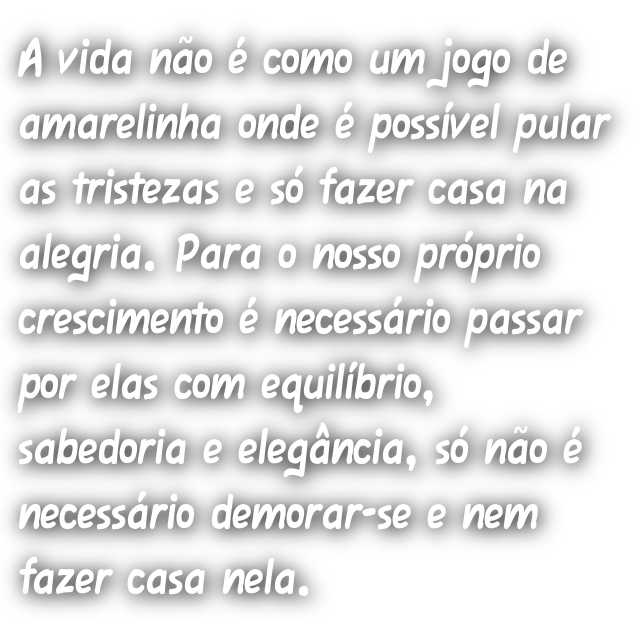 A vida não é como um jogo de
amarelinha onde é possível pular
as tristezas e só fazer casa na
alegria. Para o nosso próprio
crescimento é necessário passar
por elas com equilíbrio,
sabedoria e elegância, só não é
necessário demorar-se e nem
fazer casa nela.